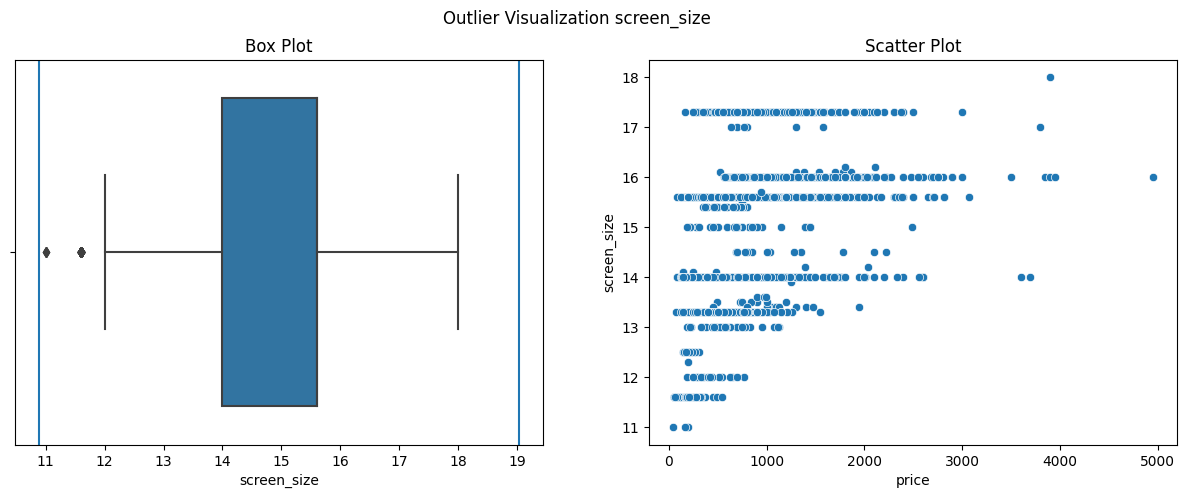 Outlier Visualization screen_size
Box Plot
11 12 13 14 15 16 17 18 19
screen_size
Scatter Plot
18
17
16
15
14
13
12
11
screen_size
0 1000 2000 3000 4000 5000
price